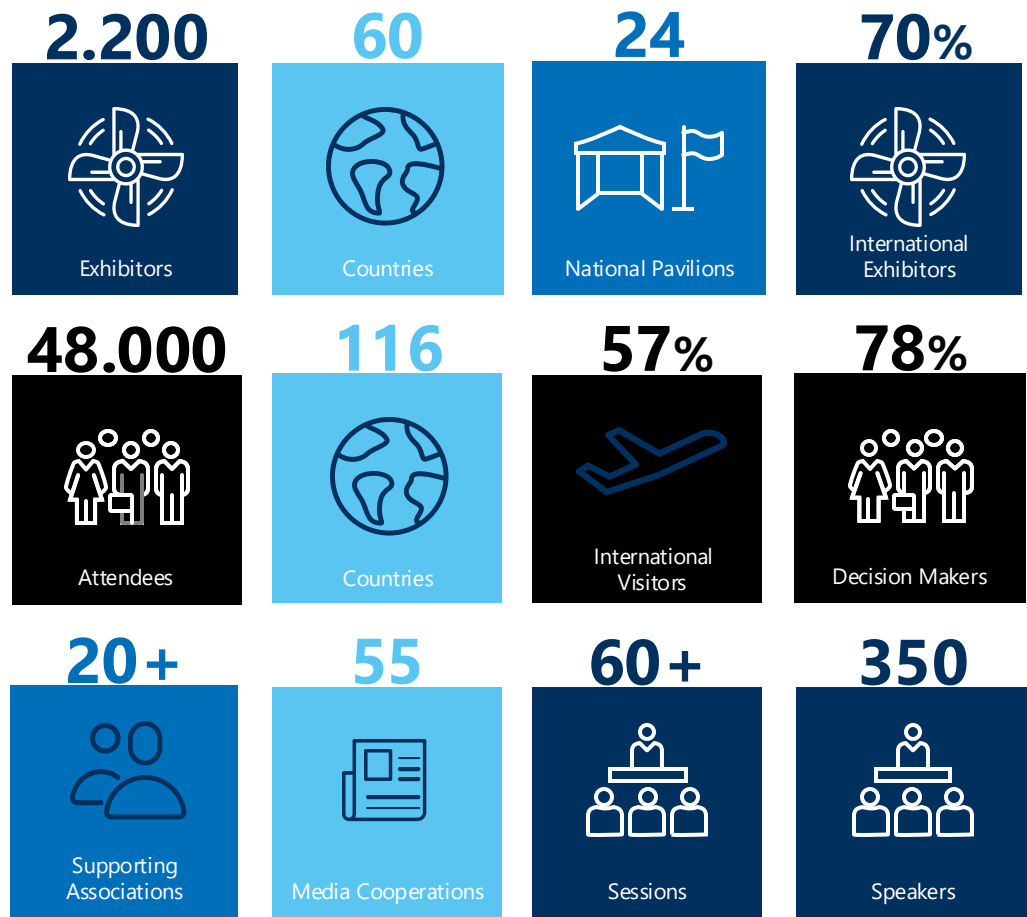 2.200
60
24
70%
Exhibitors
Countries
National Pavilions
International
Exhibitors
48.000
116
57%
78%
Attendees
Countries
International
Visitors
Decision Makers
20+
55
60+
350
Supporting
Associations
Media Cooperations
Sessions
Speakers